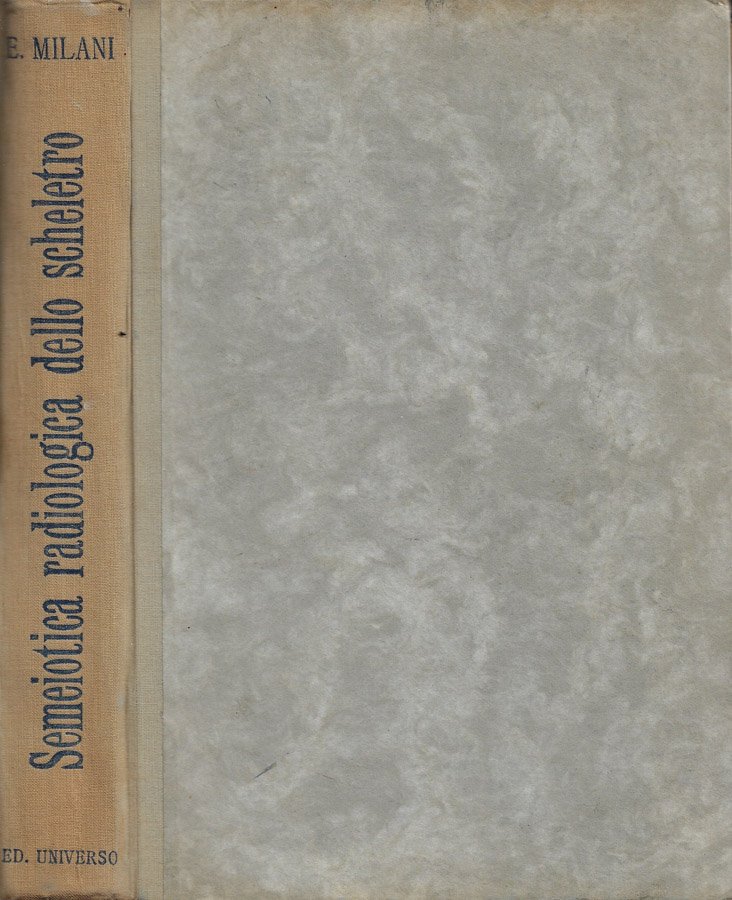 E. MILANI
Semeiotica radiologica dello scheletro
ED. UNIVERSO